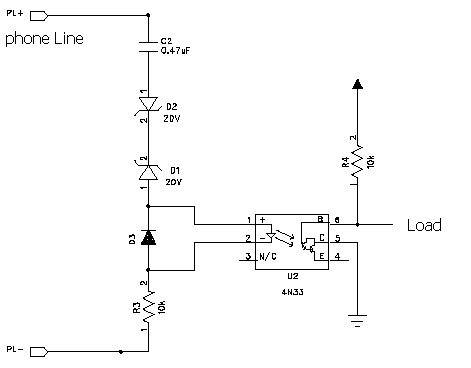 PL+
phone Line
C2
0.47uF
1
D2
20V
2
2
D1
20V
1
D3
2
R3
10k
1
PL-
1
+
2
-
3
N/C
U2
4N33
B
6
C
5
E
4
2
R4
10k
1
Load